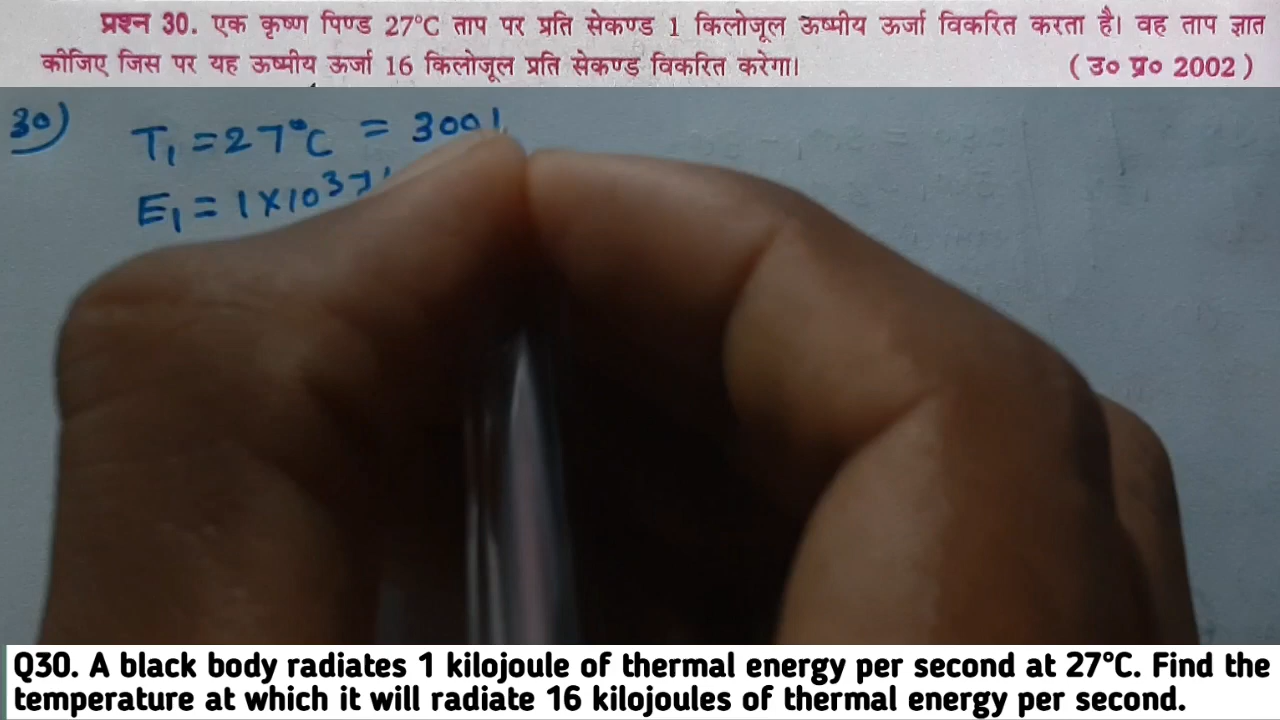 प्रश्न 30. एक कृष्ण पिण्ड 27°C ताप पर प्रति सेकण्ड 1 किलोजूल ऊष्मीय ऊर्जा विकरित करता है। वह ताप ज्ञात
कीजिए जिस पर यह ऊष्मीय ऊर्जा 16 किलोजूल प्रति सेकण्ड विकरित करेगा। ( उ० प्र० 2002 )
30) T₁ = 27°C = 300
E₁ = 1×10³
Q30. A black body radiates 1 kilojoule of thermal energy per second at 27°C. Find the
temperature at which it will radiate 16 kilojoules of thermal energy per second.